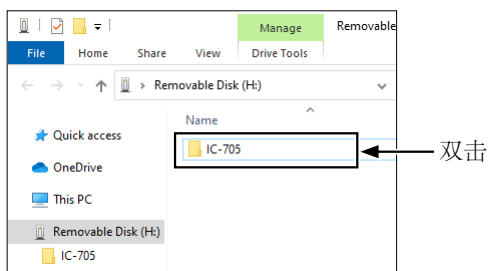 Manage
Removable
File
Home
Share
View
Drive Tools
Removable Disk (H:)
Name
Quick access
IC-705
双击
OneDrive
This PC
Removable Disk (H:)
IC-705